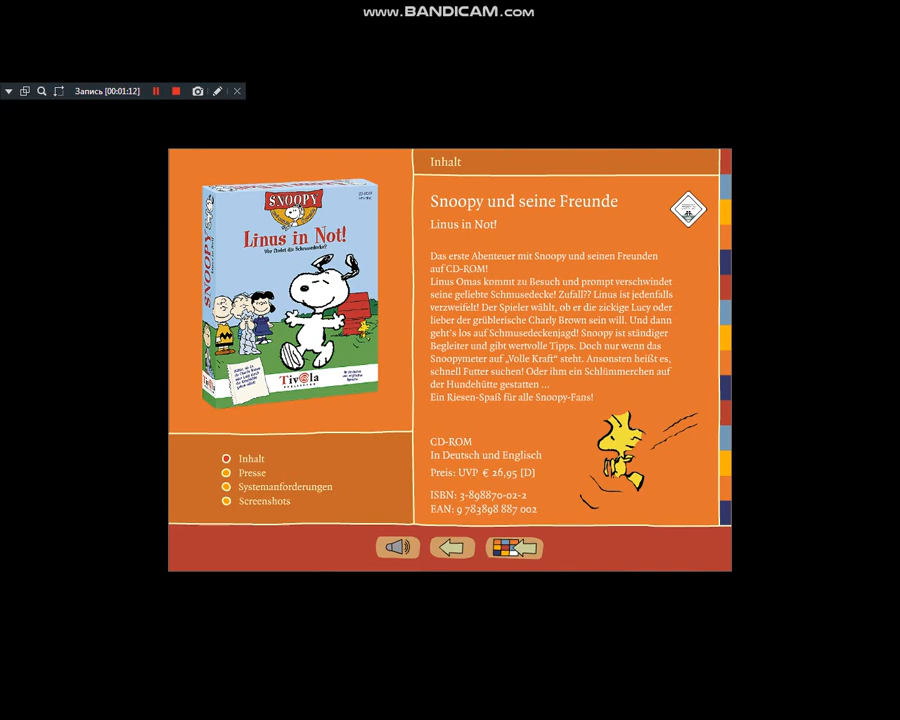 www.BANDICAM.com
Запись [00:01:12]
Inhalt
SNOOPY
Linus in Not!
Wer findet die Schmusedecke?
SNOOPY
Tivola
Snoopy und seine Freunde
Linus in Not!
Das erste Abenteuer mit Snoopy und seinen Freunden
auf CD-ROM!
Linus Omas kommt zu Besuch und prompt verschwindet
seine geliebte Schmusedecke! Zufall?? Linus ist jedenfalls
verzweifelt! Der Spieler wählt, ob er die zickige Lucy oder
lieber der grüblerische Charly Brown sein will. Und dann
geht's los auf Schmusedeckenjagd! Snoopy ist ständiger
Begleiter und gibt wertvolle Tipps. Doch nur wenn das
Snoopymeter auf „Volle Kraft“ steht. Ansonsten heißt es,
schnell Futter suchen! Oder ihm ein Schlümmerchen auf
der Hundehütte gestatten ...
Ein Riesen-Spaß für alle Snoopy-Fans!
CD-ROM
In Deutsch und Englisch
Preis: UVP € 26,95 [D]
ISBN: 3-898870-02-2
EAN: 9 783898 887 002
Inhalt
Presse
Systemanforderungen
Screenshots